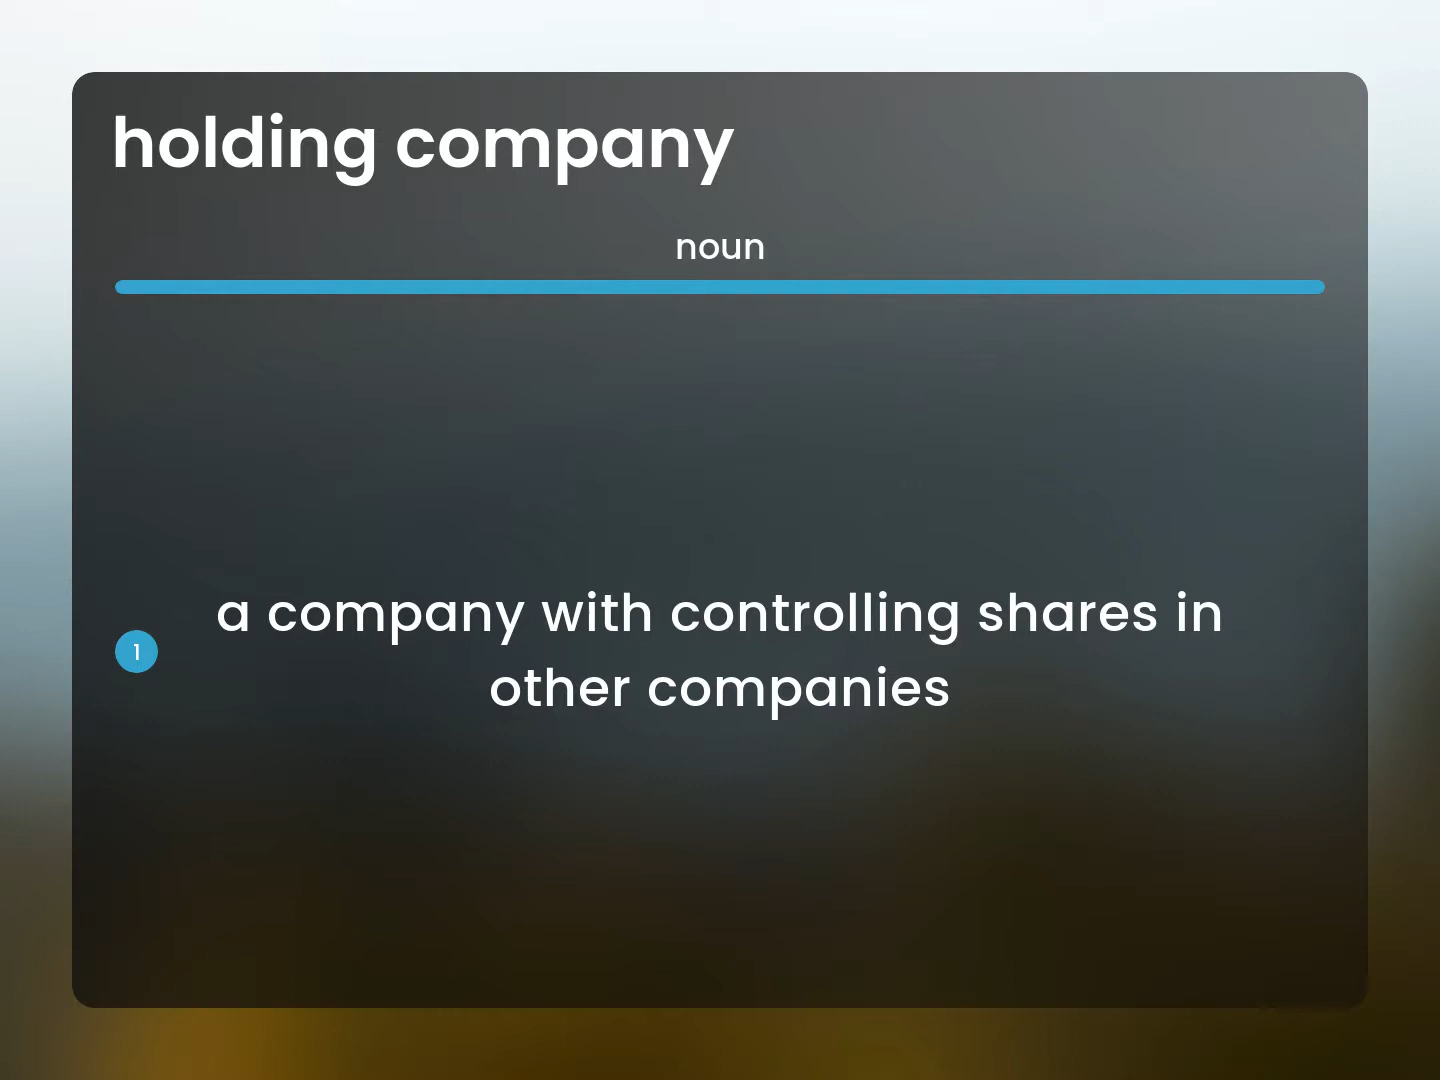 holding company
noun
1
a company with controlling shares in
other companies